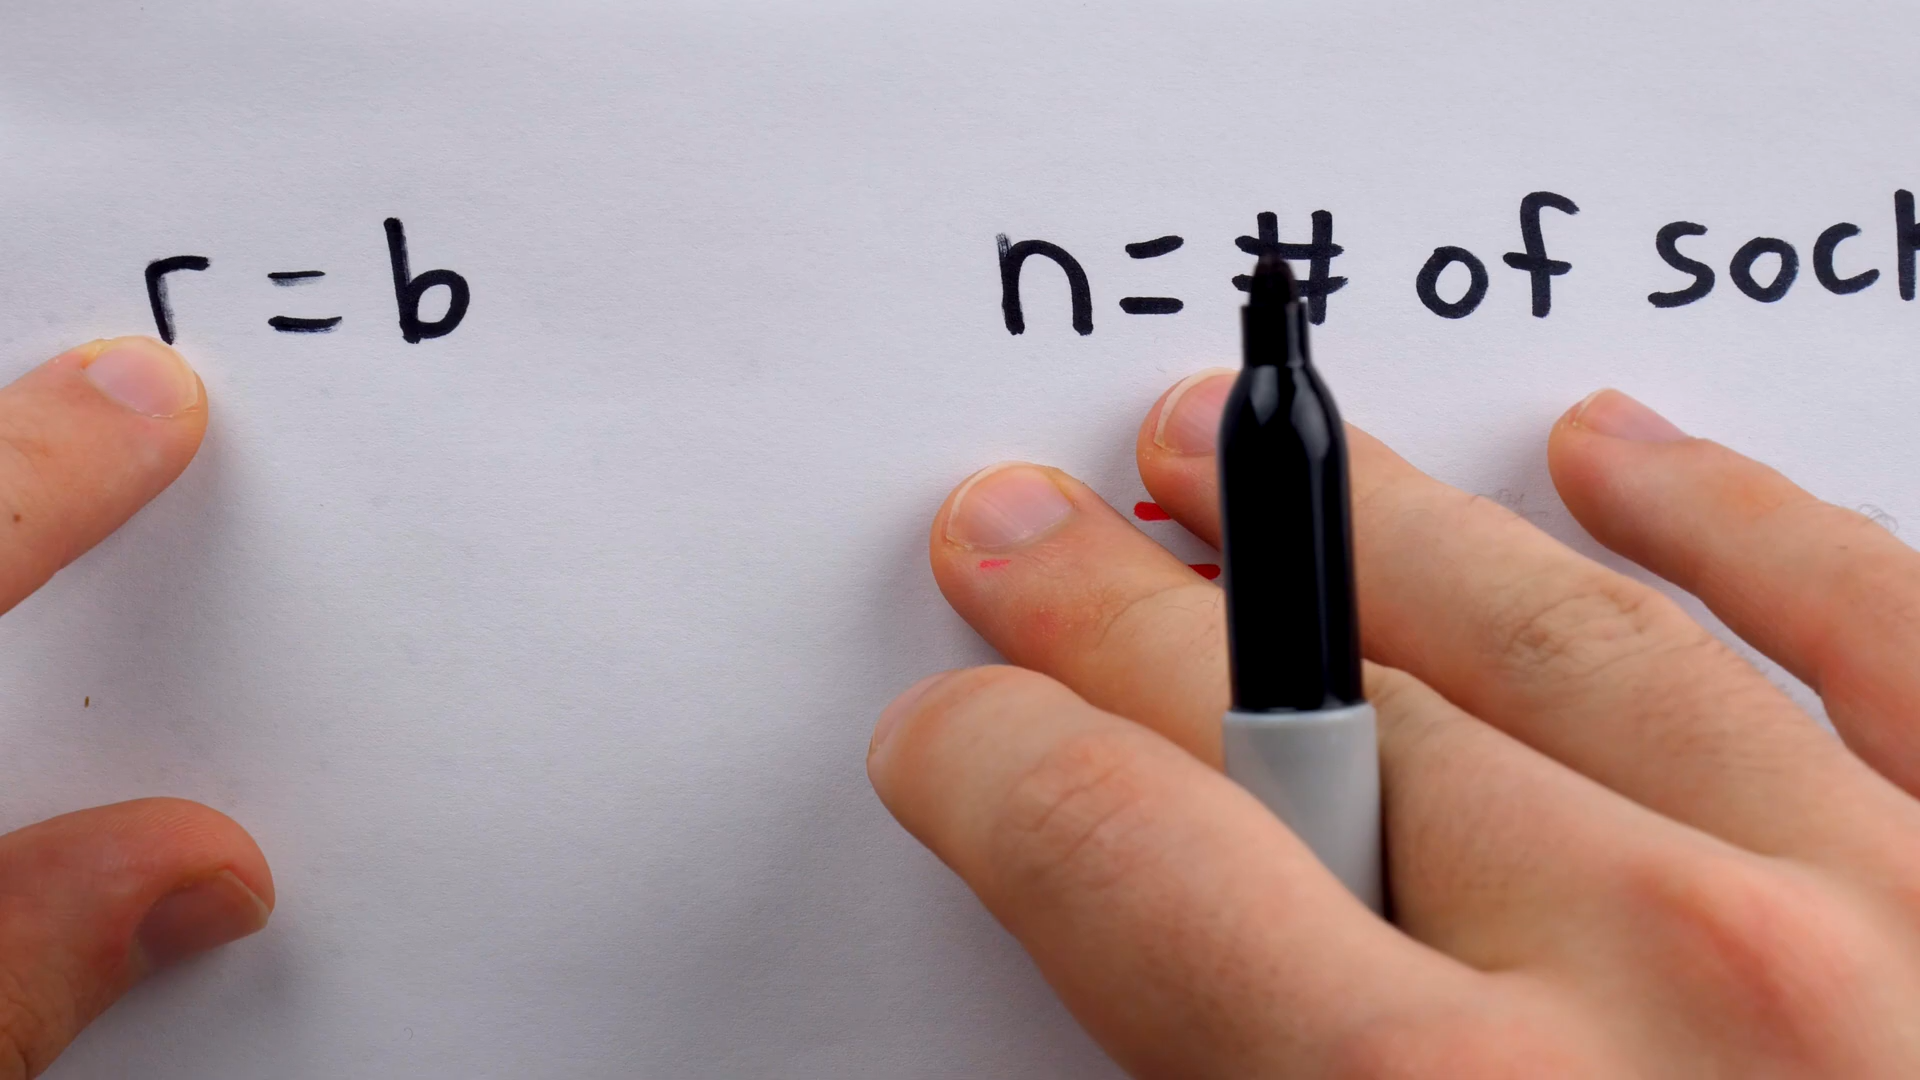 r = b n = # of soc